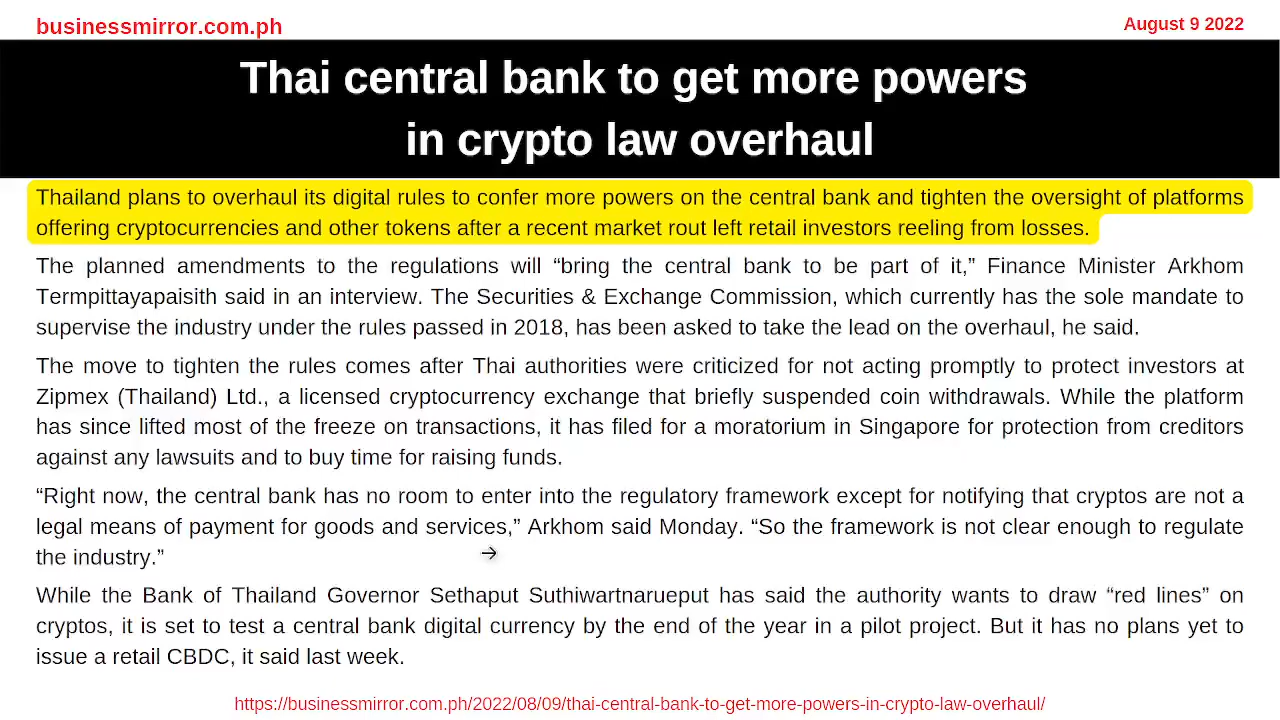 businessmirror.com.ph
August 9 2022
Thai central bank to get more powers
in crypto law overhaul
Thailand plans to overhaul its digital rules to confer more powers on the central bank and tighten the oversight of platforms
offering cryptocurrencies and other tokens after a recent market rout left retail investors reeling from losses.
The planned amendments to the regulations will “bring the central bank to be part of it,” Finance Minister Arkhom
Termpittayapaisith said in an interview. The Securities & Exchange Commission, which currently has the sole mandate to
supervise the industry under the rules passed in 2018, has been asked to take the lead on the overhaul, he said.
The move to tighten the rules comes after Thai authorities were criticized for not acting promptly to protect investors at
Zipmex (Thailand) Ltd., a licensed cryptocurrency exchange that briefly suspended coin withdrawals. While the platform
has since lifted most of the freeze on transactions, it has filed for a moratorium in Singapore for protection from creditors
against any lawsuits and to buy time for raising funds.
“Right now, the central bank has no room to enter into the regulatory framework except for notifying that cryptos are not a
legal means of payment for goods and services,” Arkhom said Monday. “So the framework is not clear enough to regulate
the industry.”
While the Bank of Thailand Governor Sethaput Suthiwartnarueput has said the authority wants to draw “red lines” on
cryptos, it is set to test a central bank digital currency by the end of the year in a pilot project. But it has no plans yet to
issue a retail CBDC, it said last week.
https://businessmirror.com.ph/2022/08/09/thai-central-bank-to-get-more-powers-in-crypto-law-overhaul/